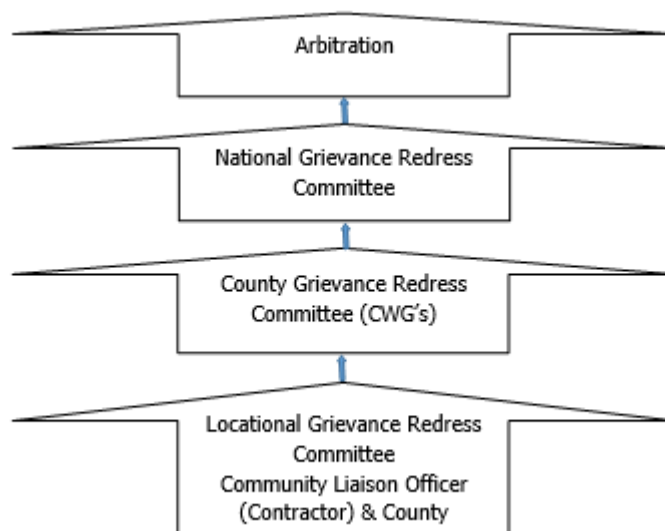 Arbitration
National Grievance Redress
Committee
County Grievance Redress
Committee (CWG's)
Locational Grievance Redress
Committee
Community Liaison Officer
(Contractor) & County